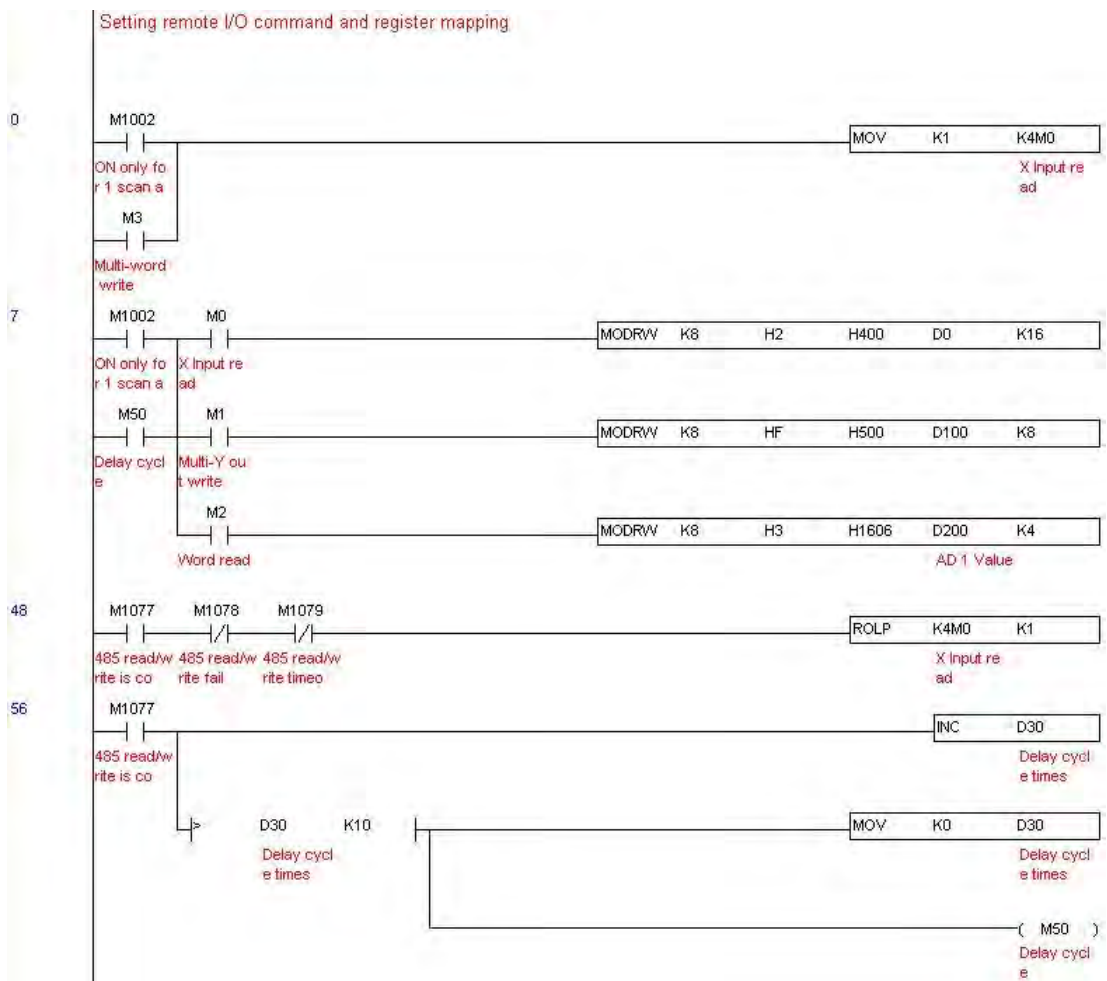 Setting remote I/O command and register mapping
0
M1002
MOV K1 K4M0
ON only fo
r 1 scan a
X Input re
ad
M3
Multi-word
write
7
M1002 M0
MODRW K8 H2 H400 D0 K16
ON only fo
r 1 scan a
X Input re
ad
M50 M1
MODRW K8 HF H500 D100 K8
Delay cycl
e
Multi-Y ou
t write
M2
MODRW K8 H3 H1606 D200 K4
Word read
AD 1 Value
48
M1077 M1078 M1079
ROLP K4M0 K1
485 read/w
rite is co
485 read/w
rite fail
485 read/w
rite timeo
X Input re
ad
56
M1077
INC D30
485 read/w
rite is co
Delay cycl
e times
> D30 K10
MOV K0 D30
Delay cycl
e times
Delay cycl
e times
( M50 )
Delay cycl
e